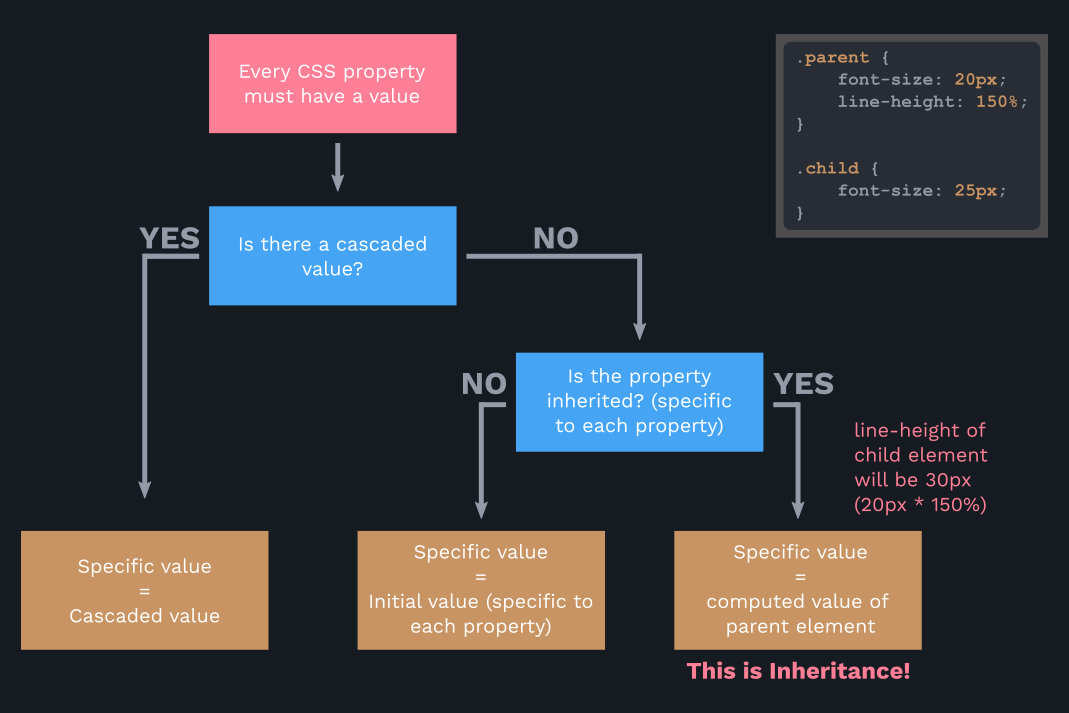 Every CSS property
must have a value
.parent {
font-size: 20px;
line-height: 150%;
}
.child {
font-size: 25px;
}
YES
Is there a cascaded
value?
NO
NO
Is the property
inherited? (specific
to each property)
YES
line-height of
child element
will be 30px
(20px * 150%)
Specific value
=
Cascaded value
Specific value
=
Initial value (specific to
each property)
Specific value
=
computed value of
parent element
This is Inheritance!